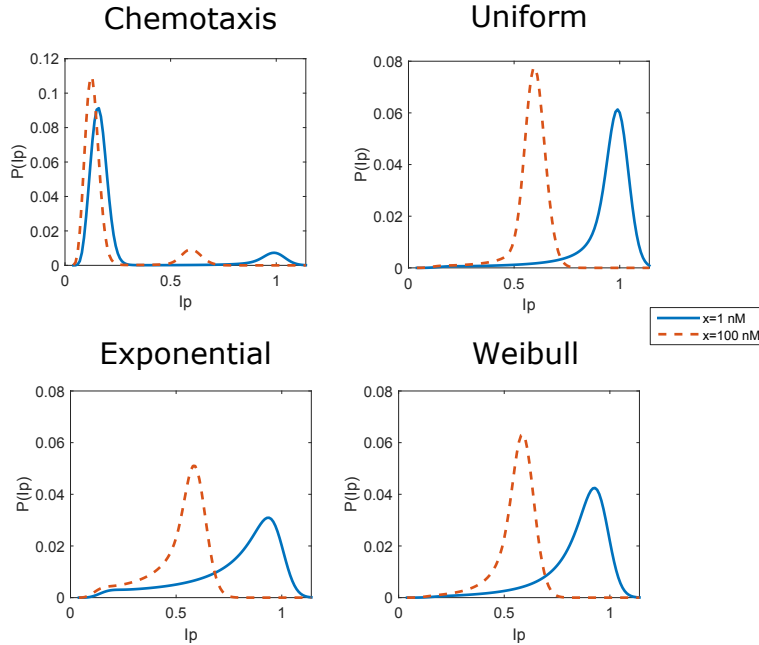 Chemotaxis
0.12
0.1
0.08
0.06
0.04
0.02
0
P(Ip)
0 0.5 1
Ip
Uniform
0.08
0.06
0.04
0.02
0
P(Ip)
0 0.5 1
Ip
x=1 nM
x=100 nM
Exponential
0.08
0.06
0.04
0.02
0
P(Ip)
0 0.5 1
Ip
Weibull
0.08
0.06
0.04
0.02
0
P(Ip)
0 0.5 1
Ip